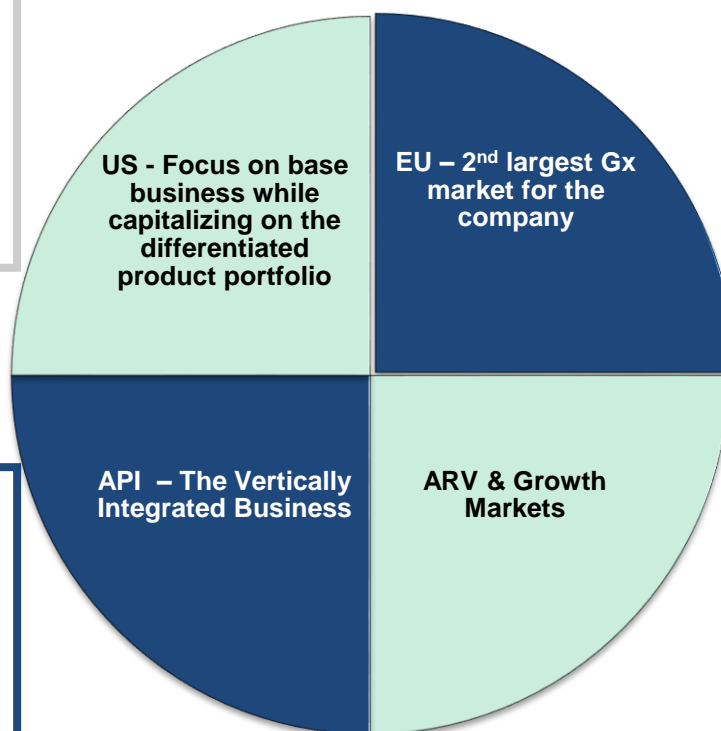 US - Focus on base
business while
capitalizing on the
differentiated
product portfolio
EU – 2nd largest Gx
market for the
company
API – The Vertically
Integrated Business
ARV & Growth
Markets